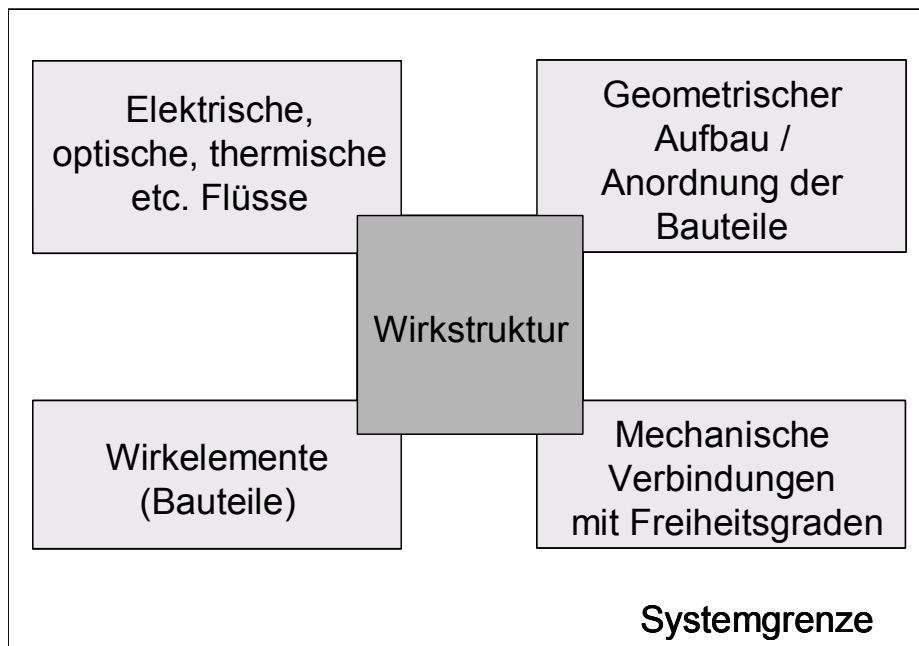 Elektrische,
optische, thermische
etc. Flüsse
Geometrischer
Aufbau /
Anordnung der
Bauteile
Wirkstruktur
Wirkelemente
(Bauteile)
Mechanische
Verbindungen
mit Freiheitsgraden
Systemgrenze